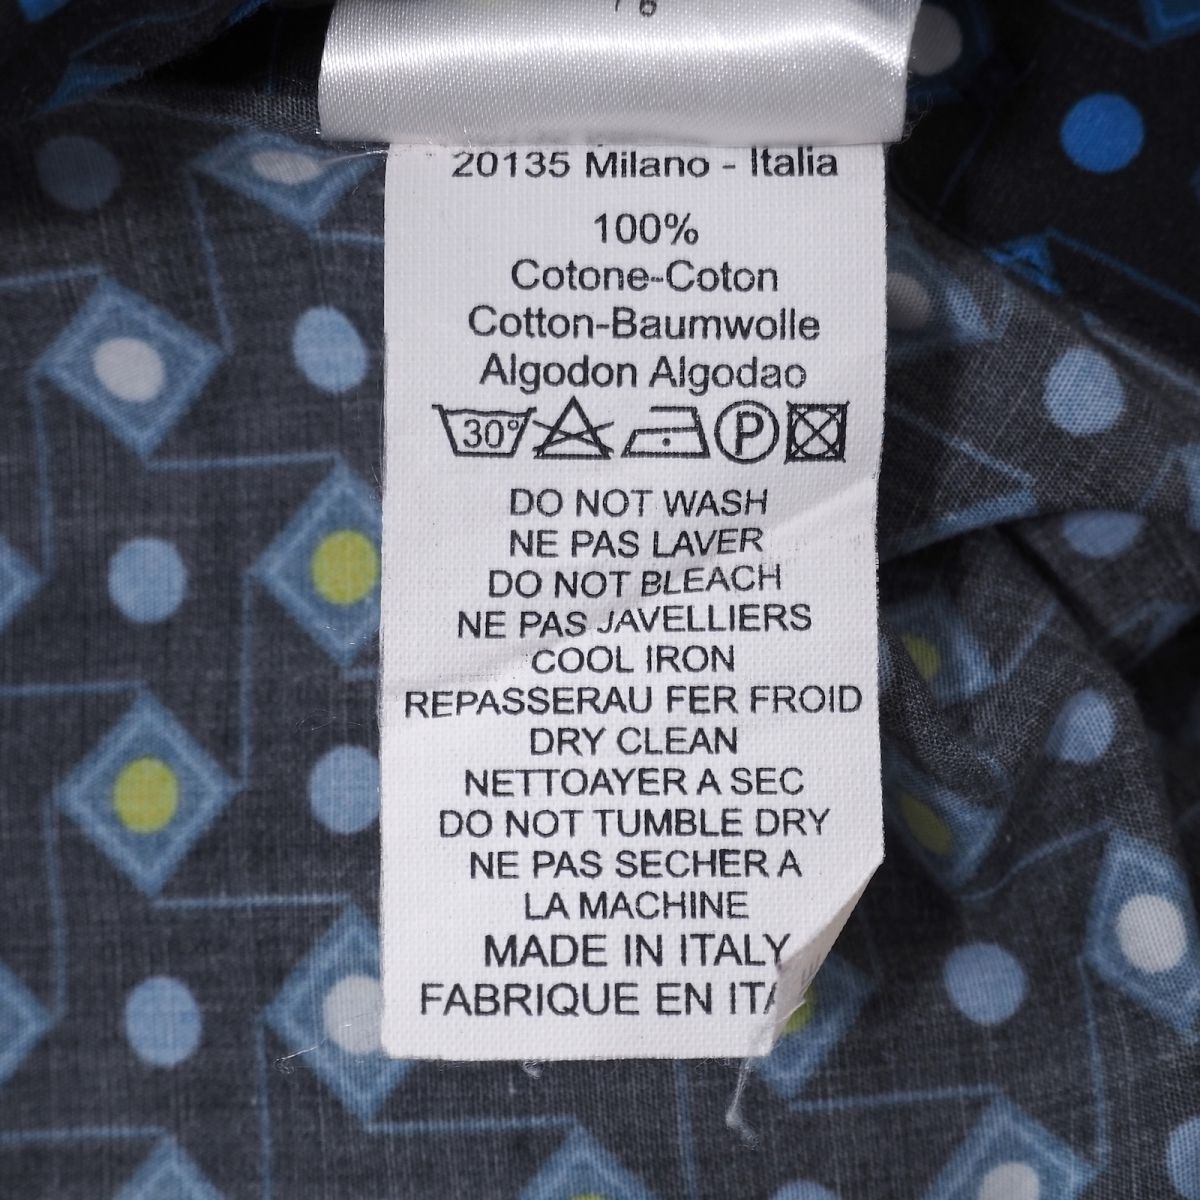 20135 Milano - Italia
100%
Cotone-Coton
Cotton-Baumwolle
Algodon Algodao
30° P
DO NOT WASH
NE PAS LAVER
DO NOT BLEACH
NE PAS JAVELLIERS
COOL IRON
REPASSERAU FER FROID
DRY CLEAN
NETTOAYER A SEC
DO NOT TUMBLE DRY
NE PAS SECHER A
LA MACHINE
MADE IN ITALY
FABRIQUE EN ITA